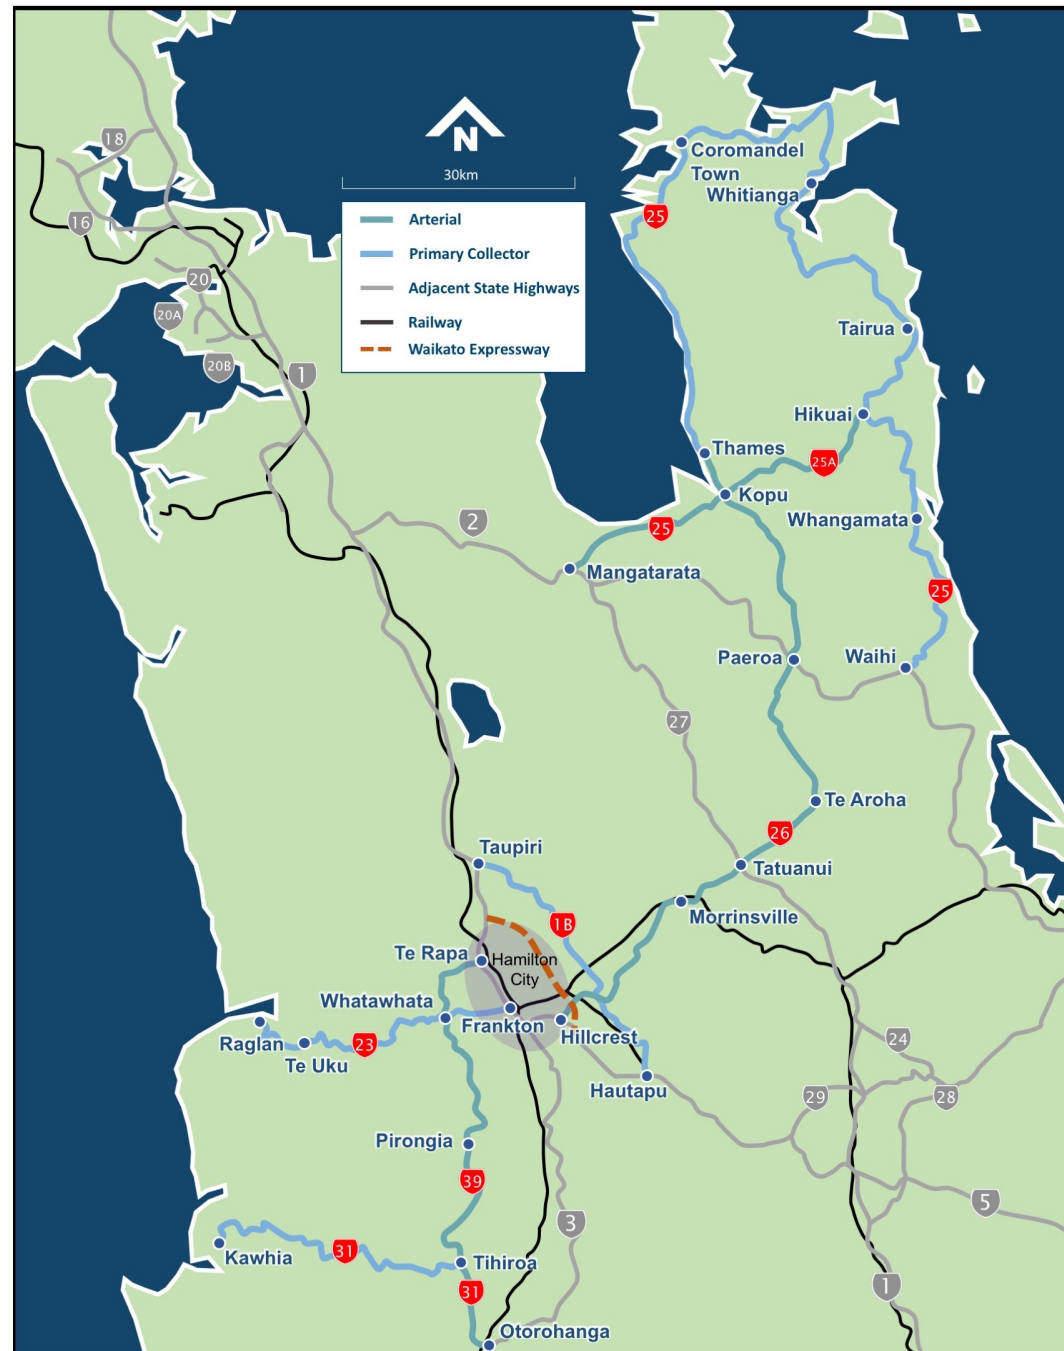 18
16
20
20A
20B
1
N
30km
Arterial
Primary Collector
Adjacent State Highways
Railway
Waikato Expressway
Coromandel
Town
Whitianga
25
Tairua
Hikuai
Thames
25A
Kopu
2
25
Whangamata
Mangatarata
25
Paeroa
Waihi
27
Te Aroha
26
Taupiri
Tatuanui
1B
Morrinsville
Te Rapa
Hamilton
City
Whatawhata
Frankton
Hillcrest
Raglan
23
Te Uku
24
Hautapu
29
28
Pirongia
39
5
3
Kawhia
31
Tihiroa
31
1
Otorohanga